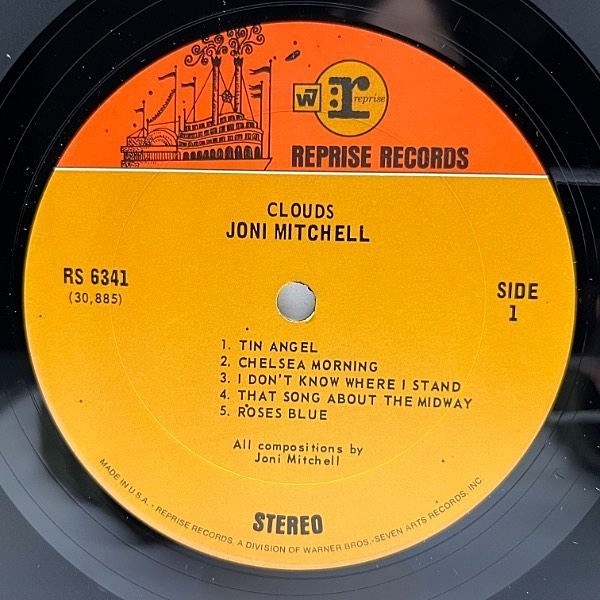 W7 r reprise
REPRISE RECORDS
CLOUDS
JONI MITCHELL
RS 6341
(30,885)
SIDE
1
1. TIN ANGEL
2. CHELSEA MORNING
3. I DON'T KNOW WHERE I STAND
4. THAT SONG ABOUT THE MIDWAY
5. ROSES BLUE
All compositions by
Joni Mitchell
STEREO
MADE IN U.S.A. · REPRISE RECORDS, A DIVISION OF WARNER BROS.-SEVEN ARTS RECORDS, INC.